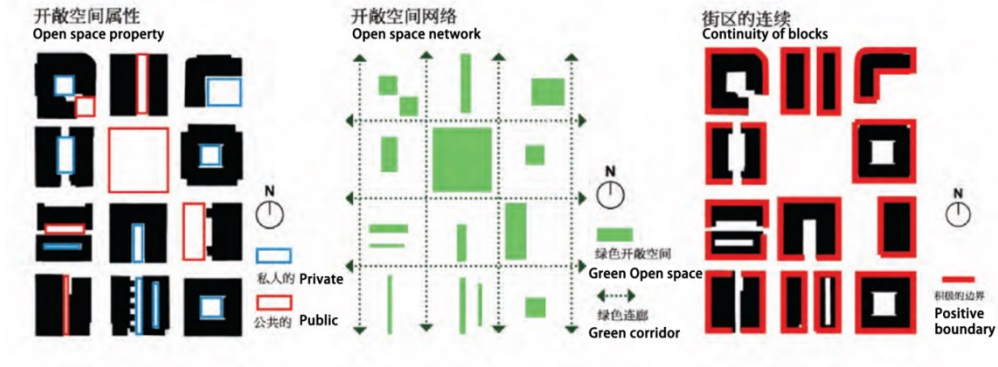 开敞空间属性
Open space property
N
私人的 Private
公共的 Public
开敞空间网络
Open space network
N
绿色开敞空间
Green Open space
绿色连廊
Green corridor
街区的连续
Continuity of blocks
N
积极的边界
Positive
boundary